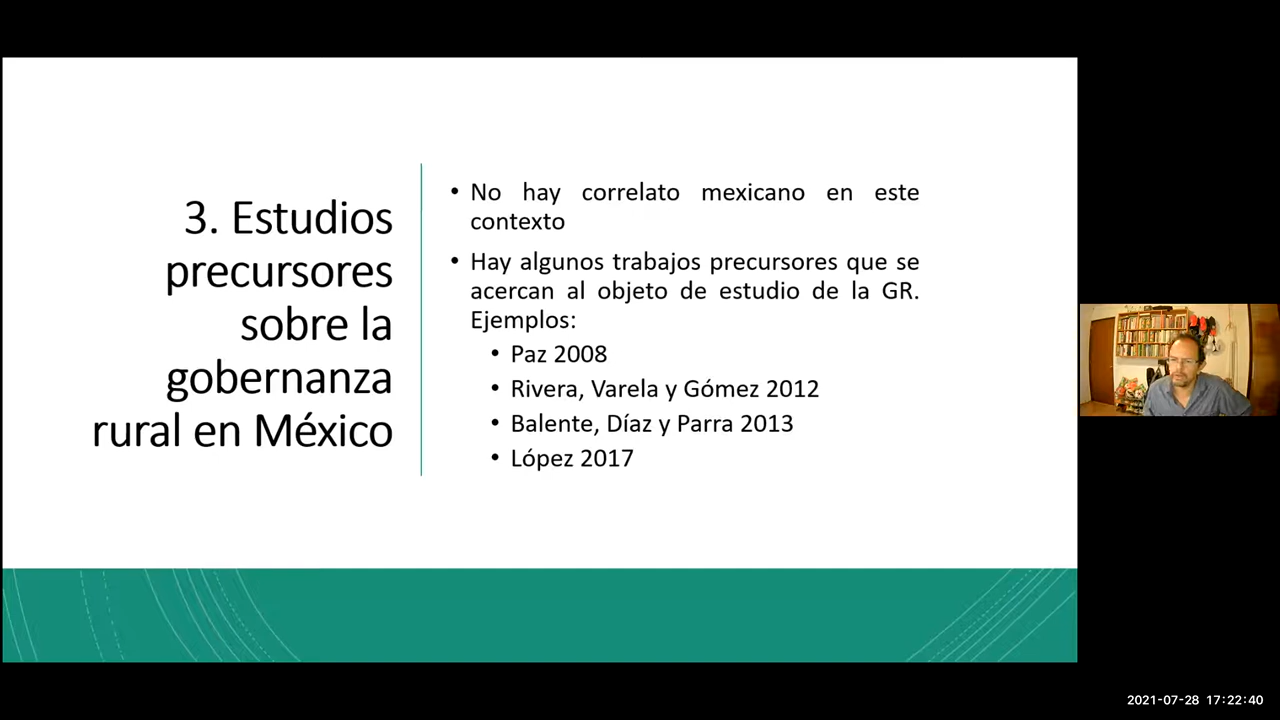 3. Estudios
precursores
sobre la
gobernanza
rural en México
• No hay correlato mexicano en este
contexto
• Hay algunos trabajos precursores que se
acercan al objeto de estudio de la GR.
Ejemplos:
• Paz 2008
• Rivera, Varela y Gómez 2012
• Balente, Díaz y Parra 2013
• López 2017
2021-07-28 17:22:40